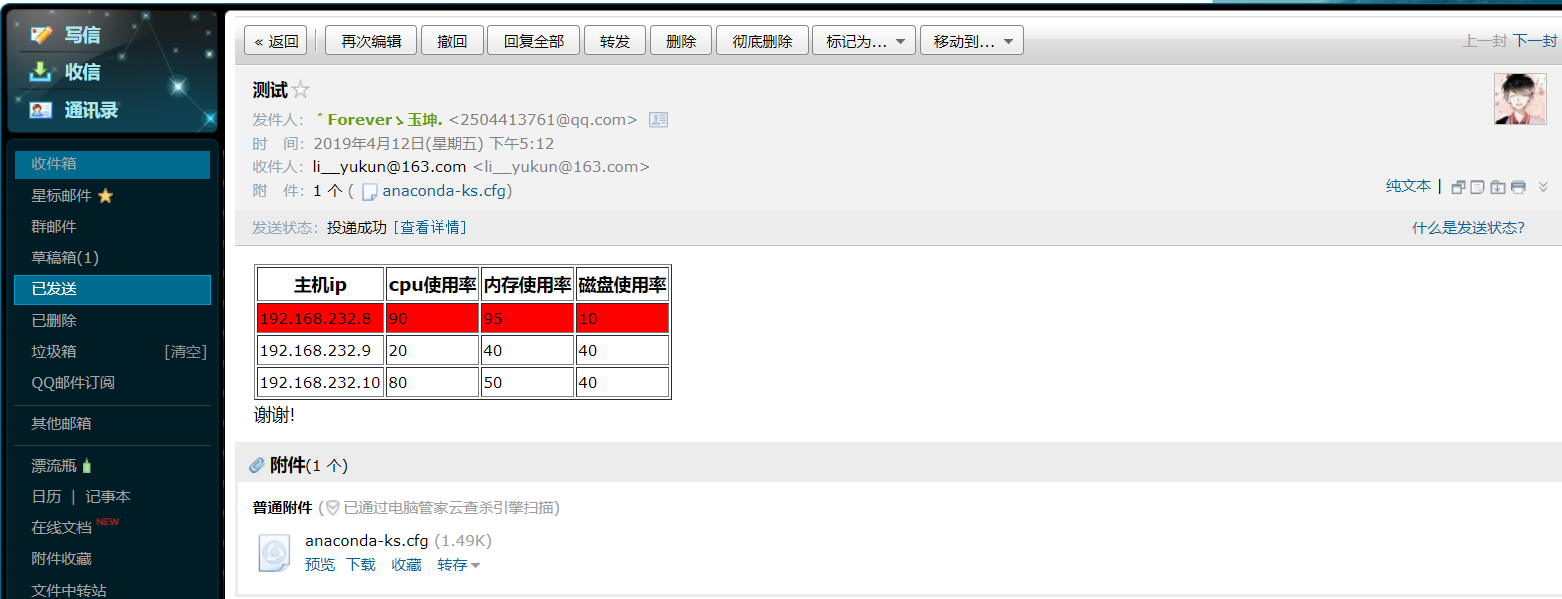 写信
收信
通讯录
收件箱
星标邮件
群邮件
草稿箱(1)
已发送
已删除
垃圾箱 [清空]
QQ邮件订阅
其他邮箱
漂流瓶
日历 | 记事本
在线文档 NEW
附件收藏
文件中转站
« 返回 再次编辑 撤回 回复全部 转发 删除 彻底删除 标记为... 移动到... 上一封 下一封
测试
发件人: ﾟForeverゝ玉坤. <2504413761@qq.com>
时 间: 2019年4月12日(星期五) 下午5:12
收件人: li__yukun@163.com <li__yukun@163.com>
附 件: 1 个 ( anaconda-ks.cfg) 纯文本 |
发送状态: 投递成功 [查看详情] 什么是发送状态?
主机ip cpu使用率 内存使用率 磁盘使用率
192.168.232.8 90 95 10
192.168.232.9 20 40 40
192.168.232.10 80 50 40
谢谢!
附件(1 个)
普通附件 (已通过电脑管家云查杀引擎扫描)
anaconda-ks.cfg (1.49K)
预览 下载 收藏 转存